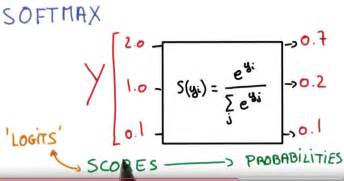 SOFTMAX
Y
2.0
1.0
0.1
S(yᵢ) = e^yᵢ / Σⱼ e^yⱼ
0.7
0.2
0.1
'LOGITS'
SCORES → PROBABILITIES